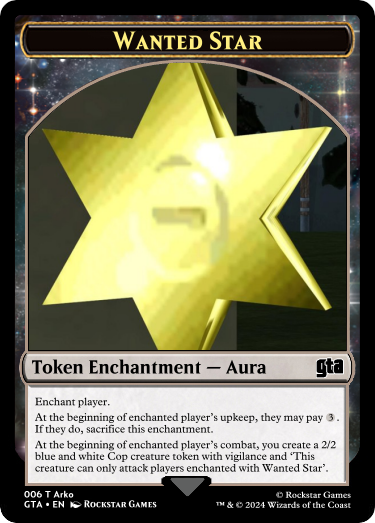 WANTED STAR
Token Enchantment — Aura
gta
Enchant player.
At the beginning of enchanted player's upkeep, they may pay 3.
If they do, sacrifice this enchantment.
At the beginning of enchanted player's combat, you create a 2/2
blue and white Cop creature token with vigilance and ‘This
creature can only attack players enchanted with Wanted Star’.
006 T Arko
GTA • EN ROCKSTAR GAMES
© Rockstar Games
™ & © 2024 Wizards of the Coast